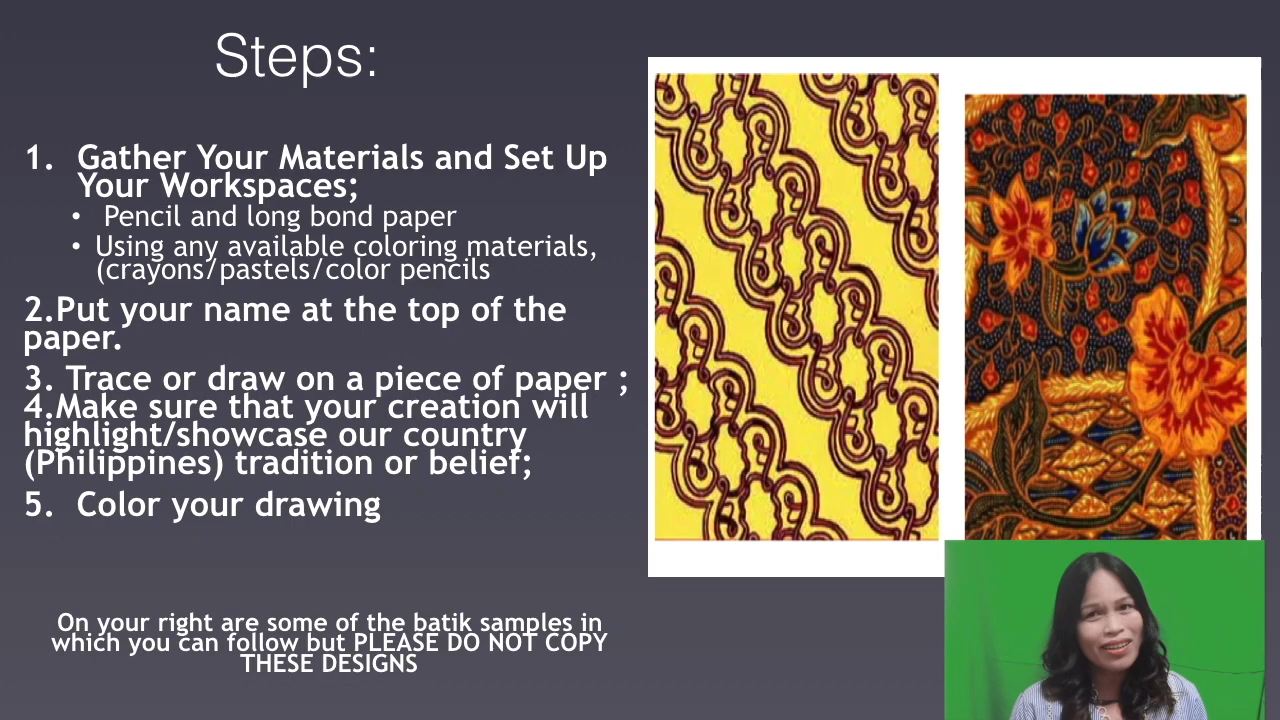 Steps:
1. Gather Your Materials and Set Up
Your Workspaces;
• Pencil and long bond paper
• Using any available coloring materials,
(crayons/pastels/color pencils
2.Put your name at the top of the
paper.
3. Trace or draw on a piece of paper ;
4.Make sure that your creation will
highlight/showcase our country
(Philippines) tradition or belief;
5. Color your drawing
On your right are some of the batik samples in
which you can follow but PLEASE DO NOT COPY
THESE DESIGNS